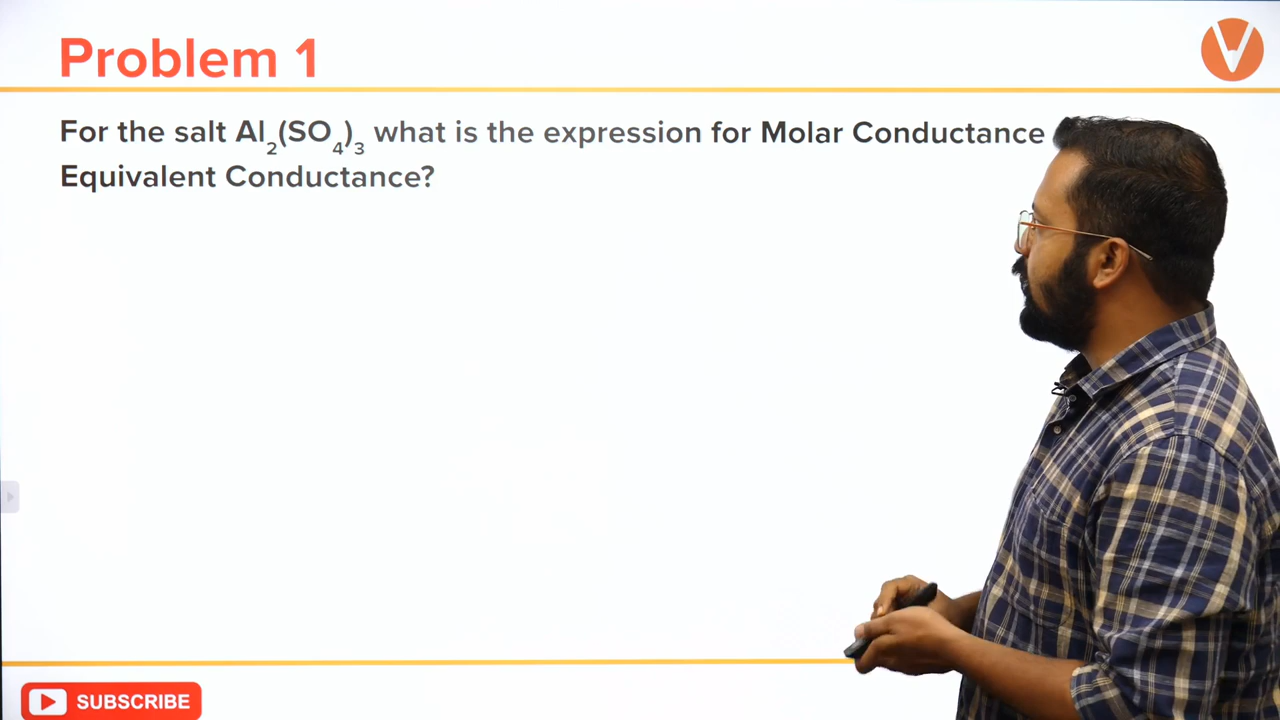 Problem 1
For the salt Al₂(SO₄)₃ what is the expression for Molar Conductance
Equivalent Conductance?
SUBSCRIBE